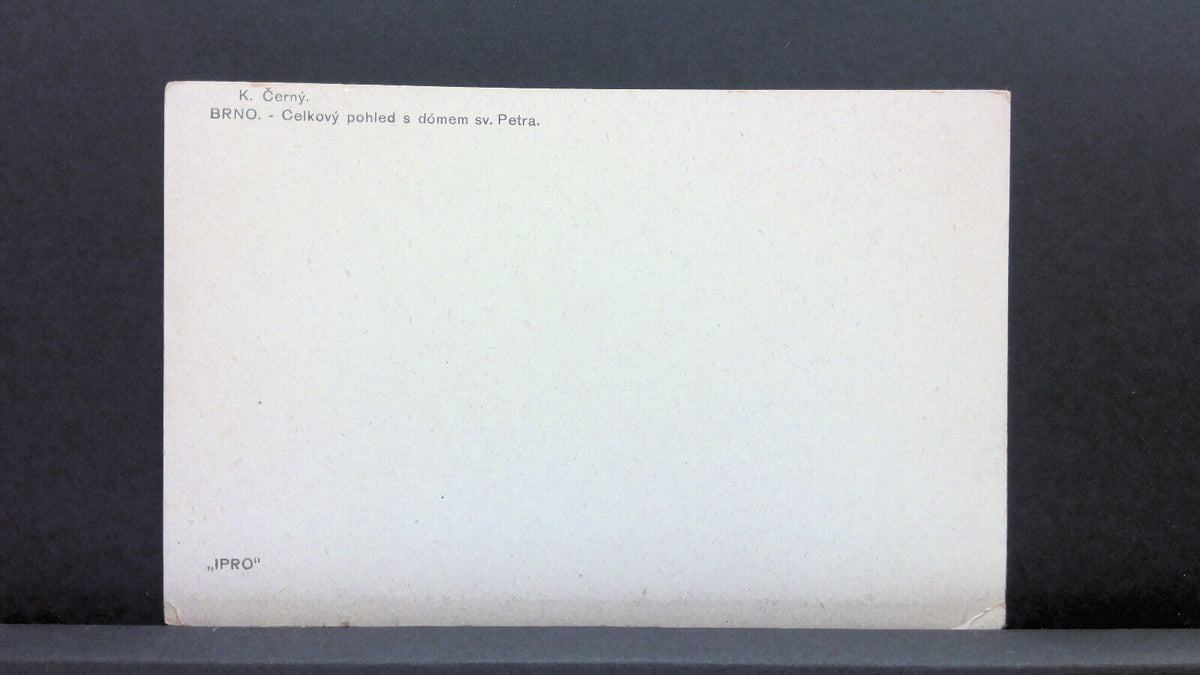 K. Černý.
BRNO. - Celkový pohled s dómem sv. Petra.
„IPRO“